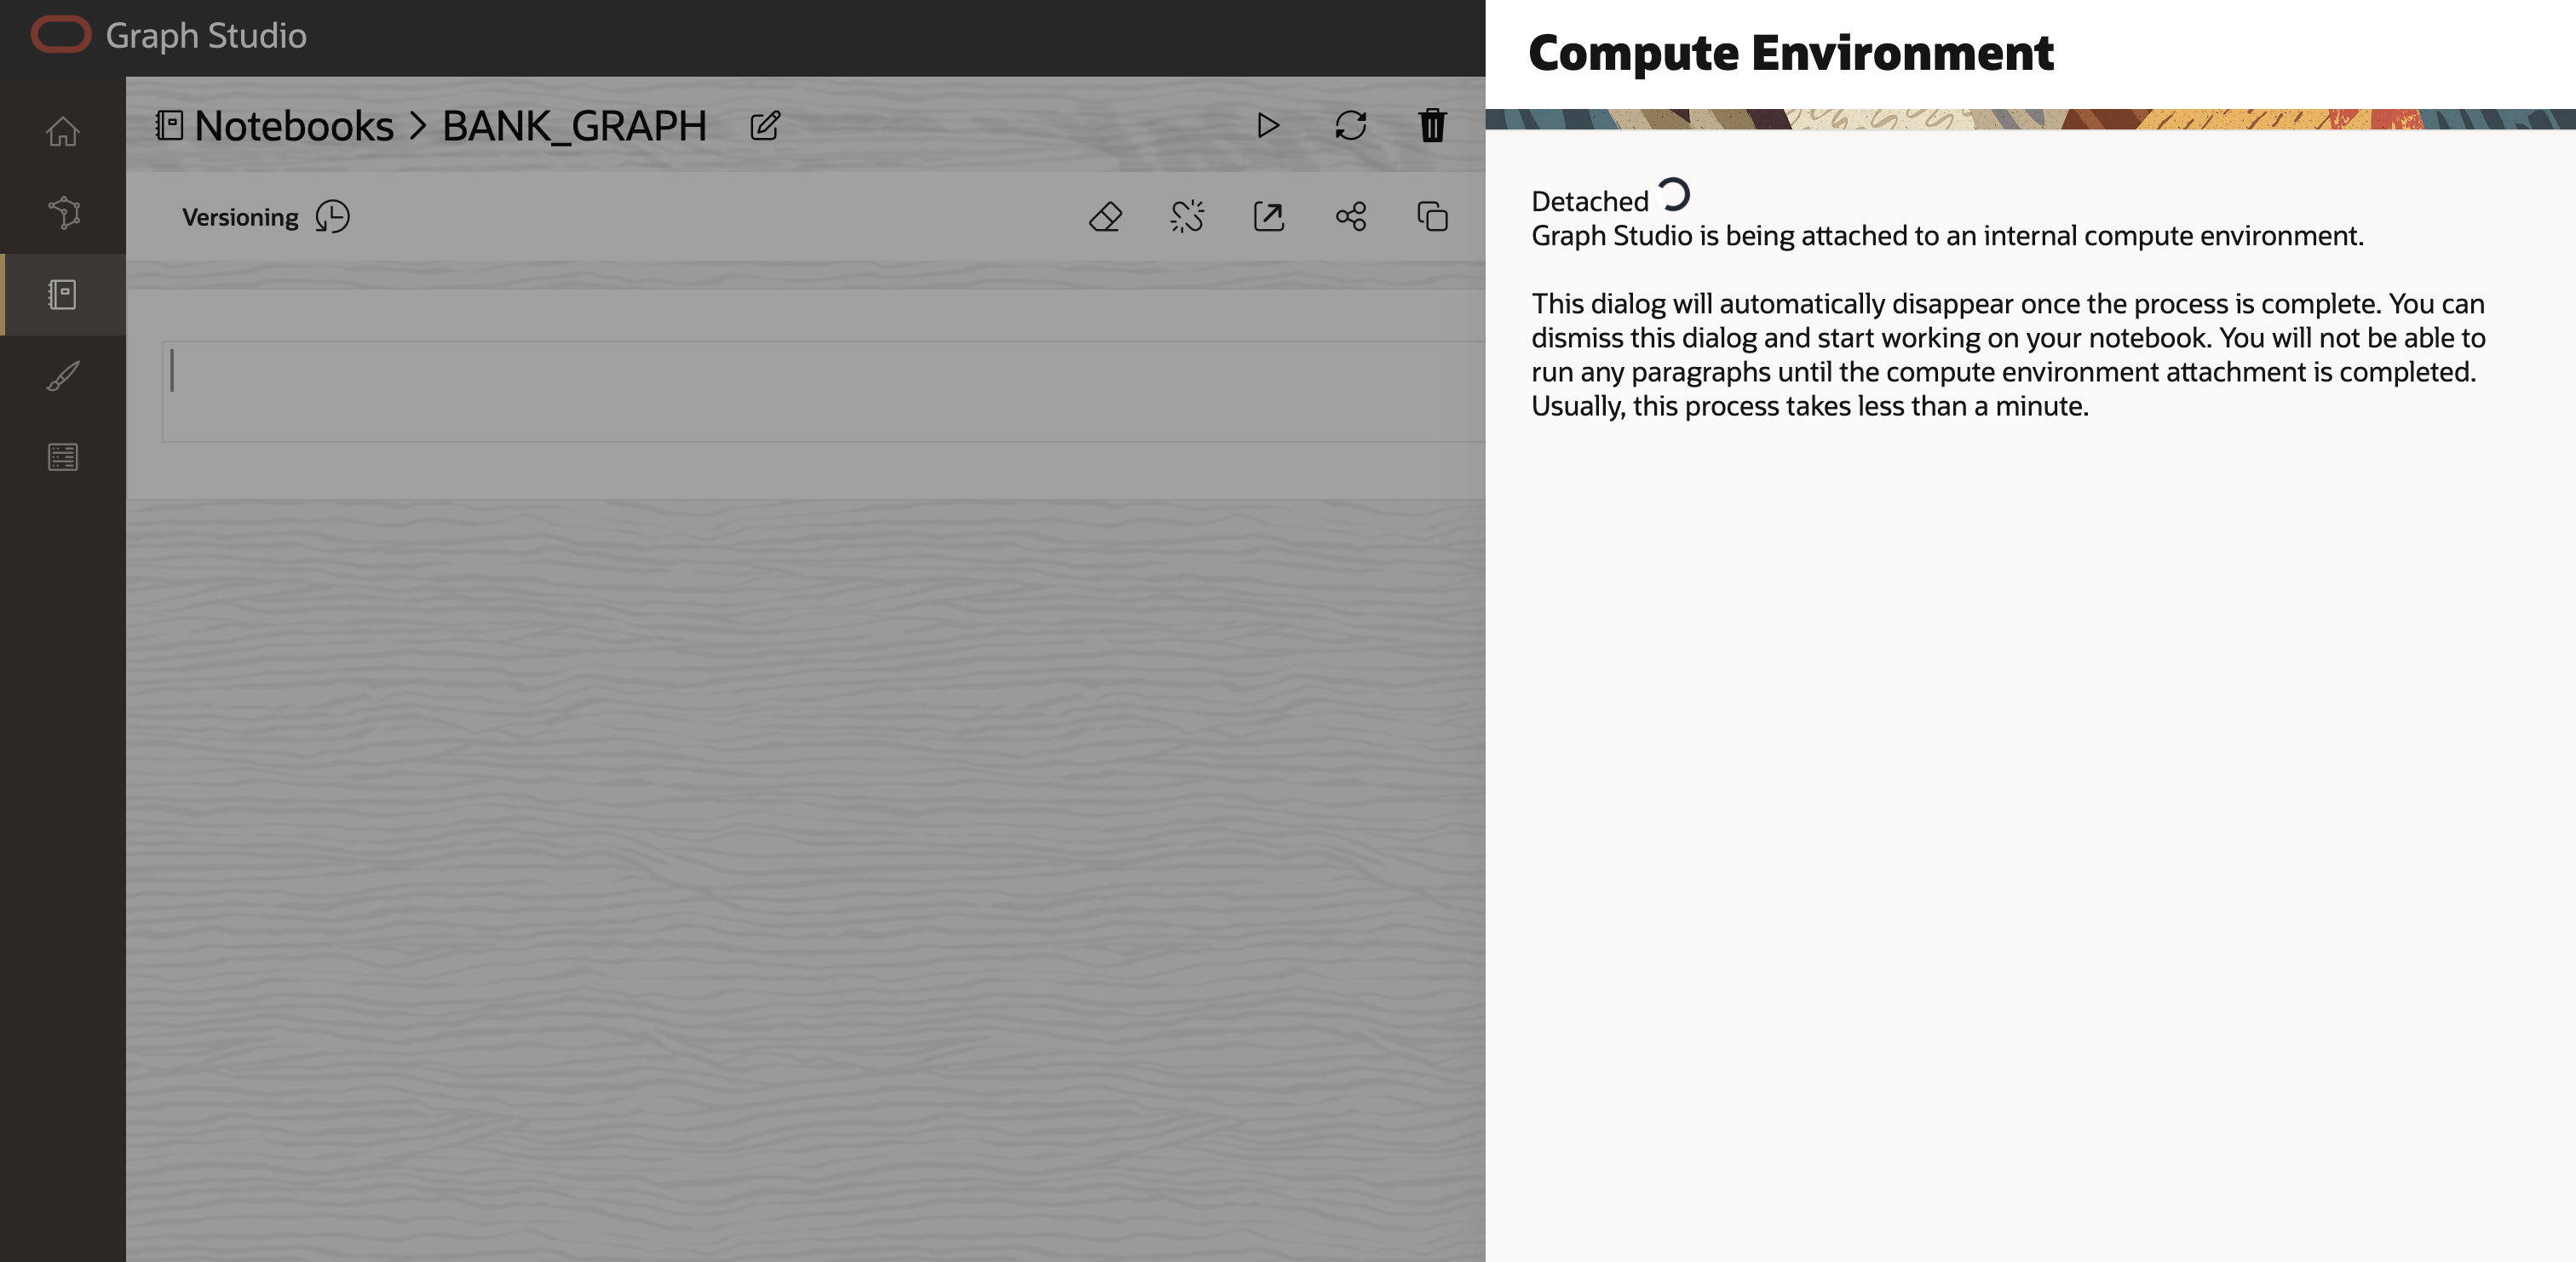 Graph Studio
Notebooks > BANK_GRAPH
Versioning
Compute Environment
Detached
Graph Studio is being attached to an internal compute environment.
This dialog will automatically disappear once the process is complete. You can
dismiss this dialog and start working on your notebook. You will not be able to
run any paragraphs until the compute environment attachment is completed.
Usually, this process takes less than a minute.